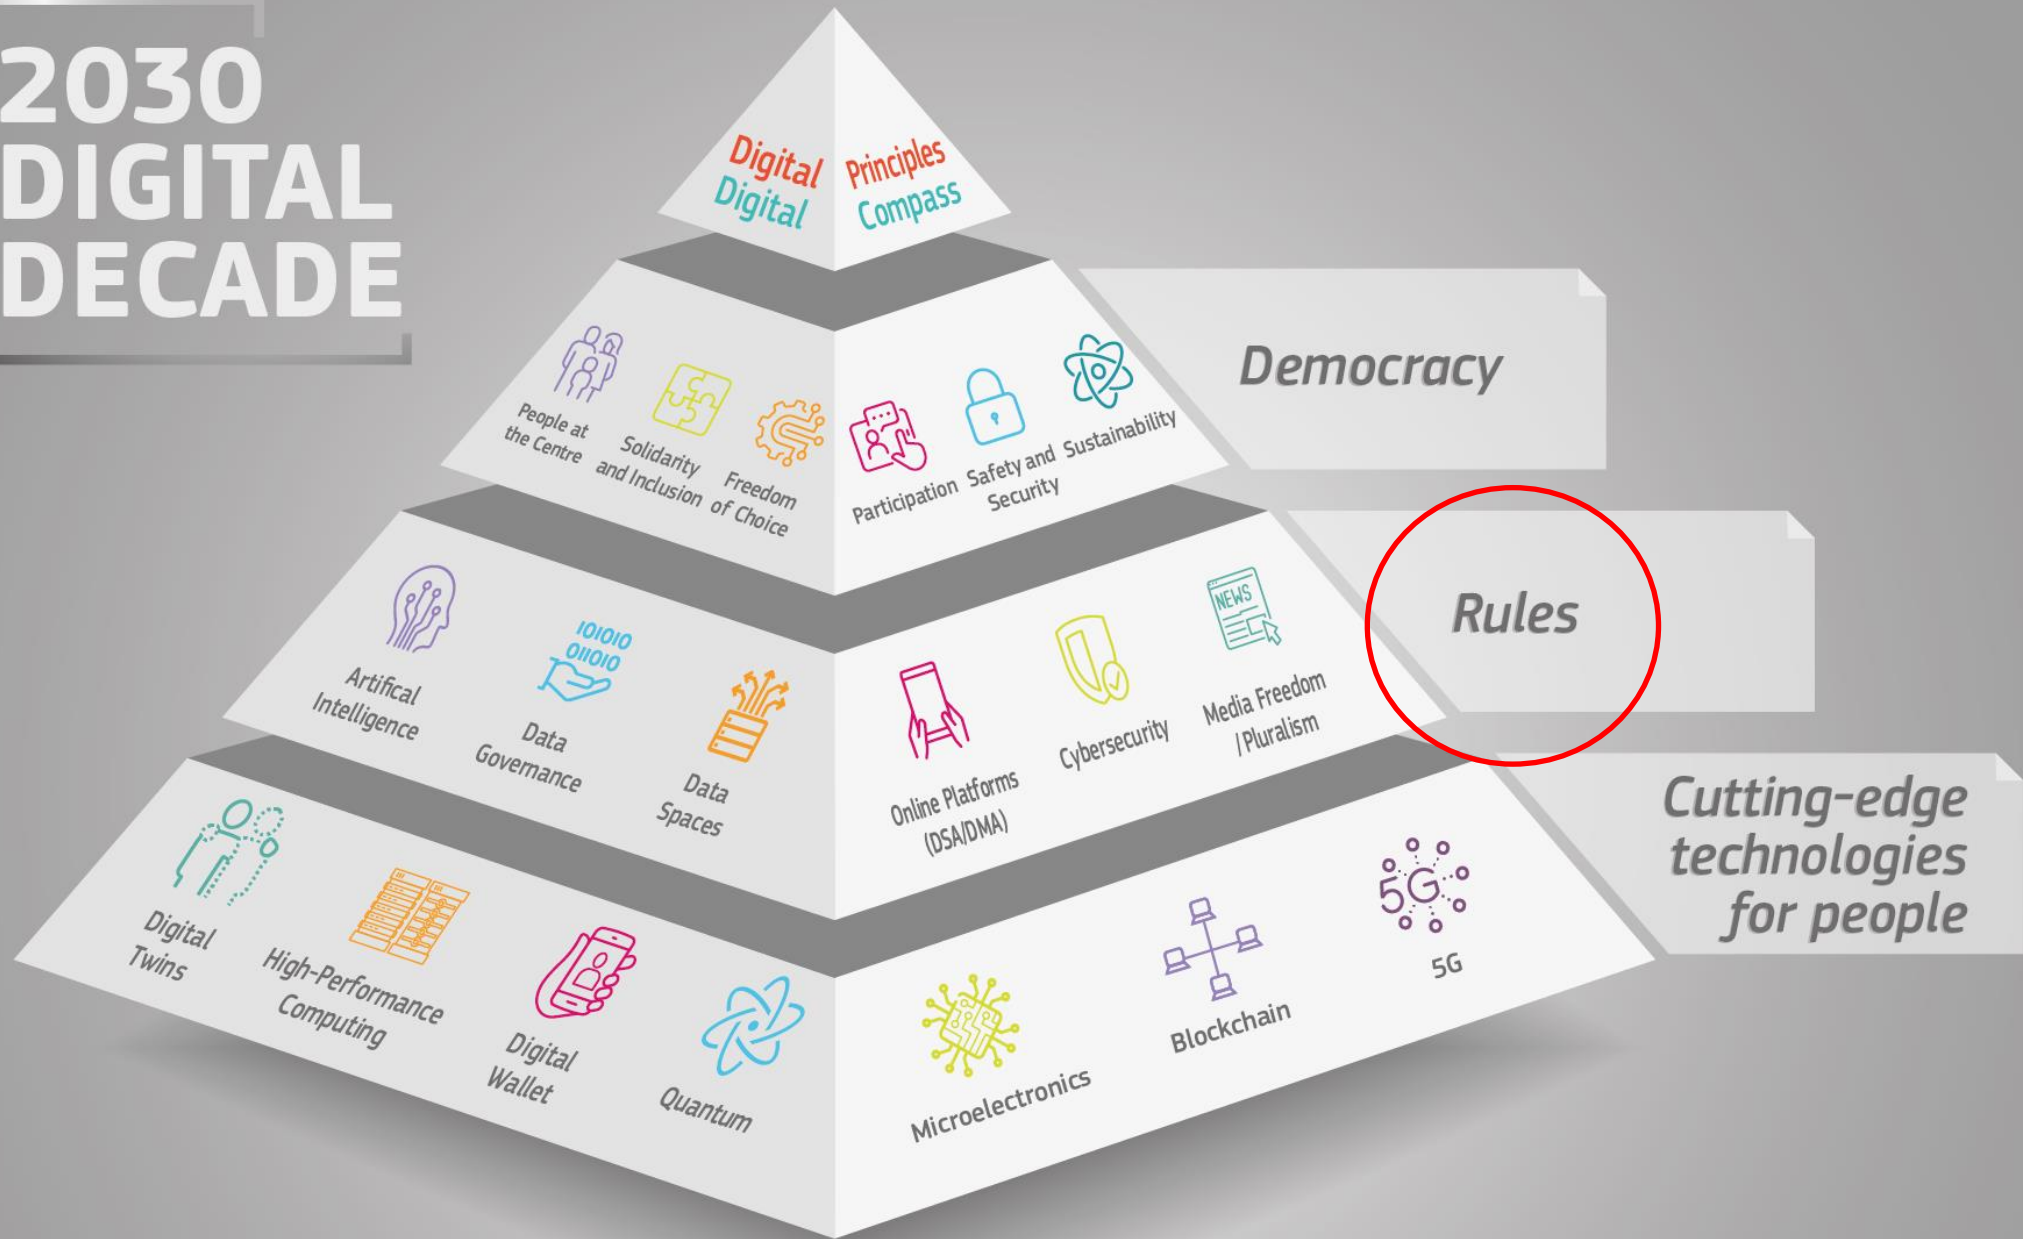 2030
DIGITAL
DECADE
Digital Principles
Digital Compass
People at
the Centre
Solidarity
and Inclusion
Freedom
of Choice
Participation
Safety and
Security
Sustainability
Democracy
Artifical
Intelligence
101010
011010
Data
Governance
Data
Spaces
Online Platforms
(DSA/DMA)
Cybersecurity
NEWS
Media Freedom
/Pluralism
Rules
Digital
Twins
High-Performance
Computing
Digital
Wallet
Quantum
Microelectronics
Blockchain
5G
5G
Cutting-edge
technologies
for people